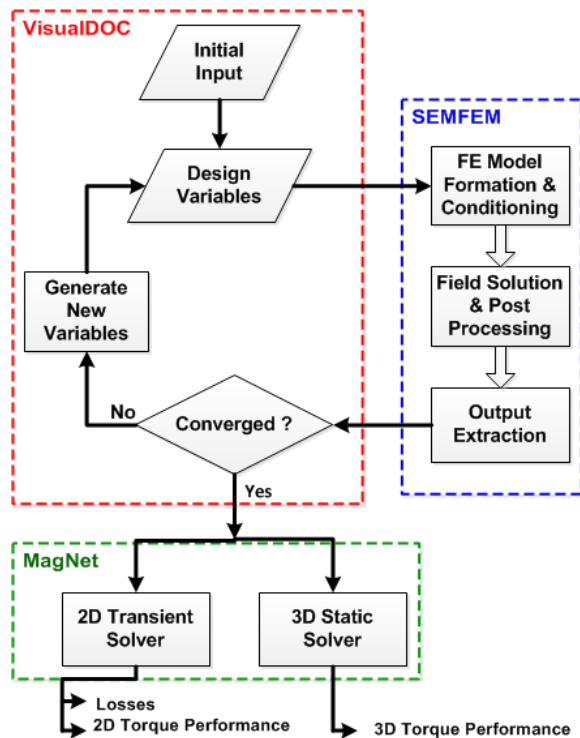 VisualDOC
Initial
Input
Design
Variables
Generate
New
Variables
No
Converged ?
Yes
SEMFEM
FE Model
Formation &
Conditioning
Field Solution
& Post
Processing
Output
Extraction
MagNet
2D Transient
Solver
3D Static
Solver
Losses
2D Torque Performance
3D Torque Performance